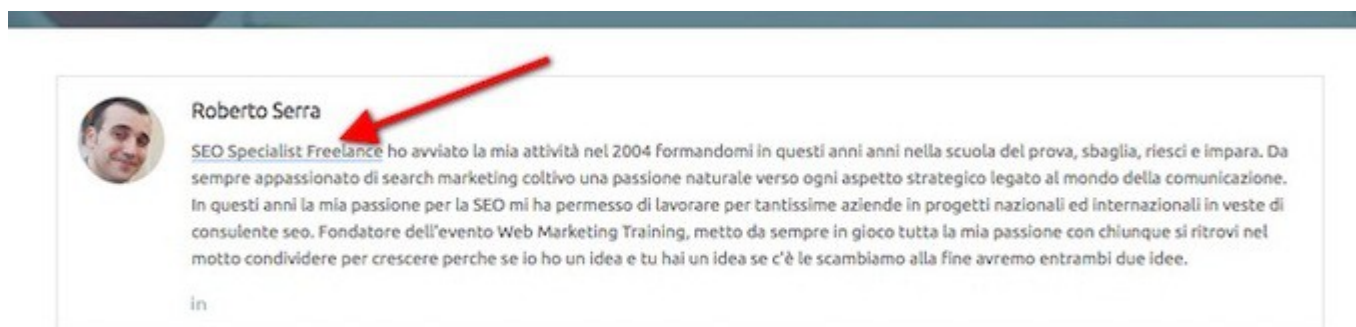 Roberto Serra
SEO Specialist Freelance ho avviato la mia attività nel 2004 formandomi in questi anni anni nella scuola del prova, sbaglia, riesci e impara. Da
sempre appassionato di search marketing coltivo una passione naturale verso ogni aspetto strategico legato al mondo della comunicazione.
In questi anni la mia passione per la SEO mi ha permesso di lavorare per tantissime aziende in progetti nazionali ed internazionali in veste di
consulente seo. Fondatore dell'evento Web Marketing Training, metto da sempre in gioco tutta la mia passione con chiunque si ritrovi nel
motto condividere per crescere perche se io ho un idea e tu hai un idea se c'è le scambiamo alla fine avremo entrambi due idee.
in